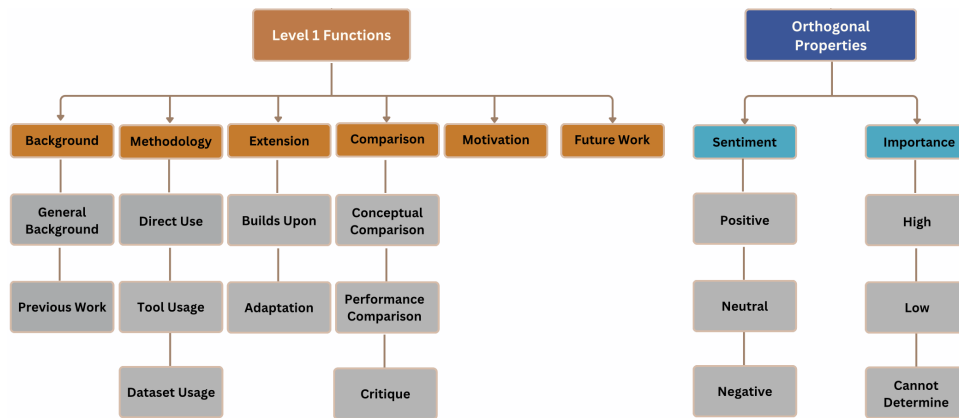 Level 1 Functions
Orthogonal
Properties
Background
Methodology
Extension
Comparison
Motivation
Future Work
Sentiment
Importance
General
Background
Direct Use
Builds Upon
Conceptual
Comparison
Positive
High
Previous Work
Tool Usage
Adaptation
Performance
Comparison
Neutral
Low
Dataset Usage
Critique
Negative
Cannot
Determine